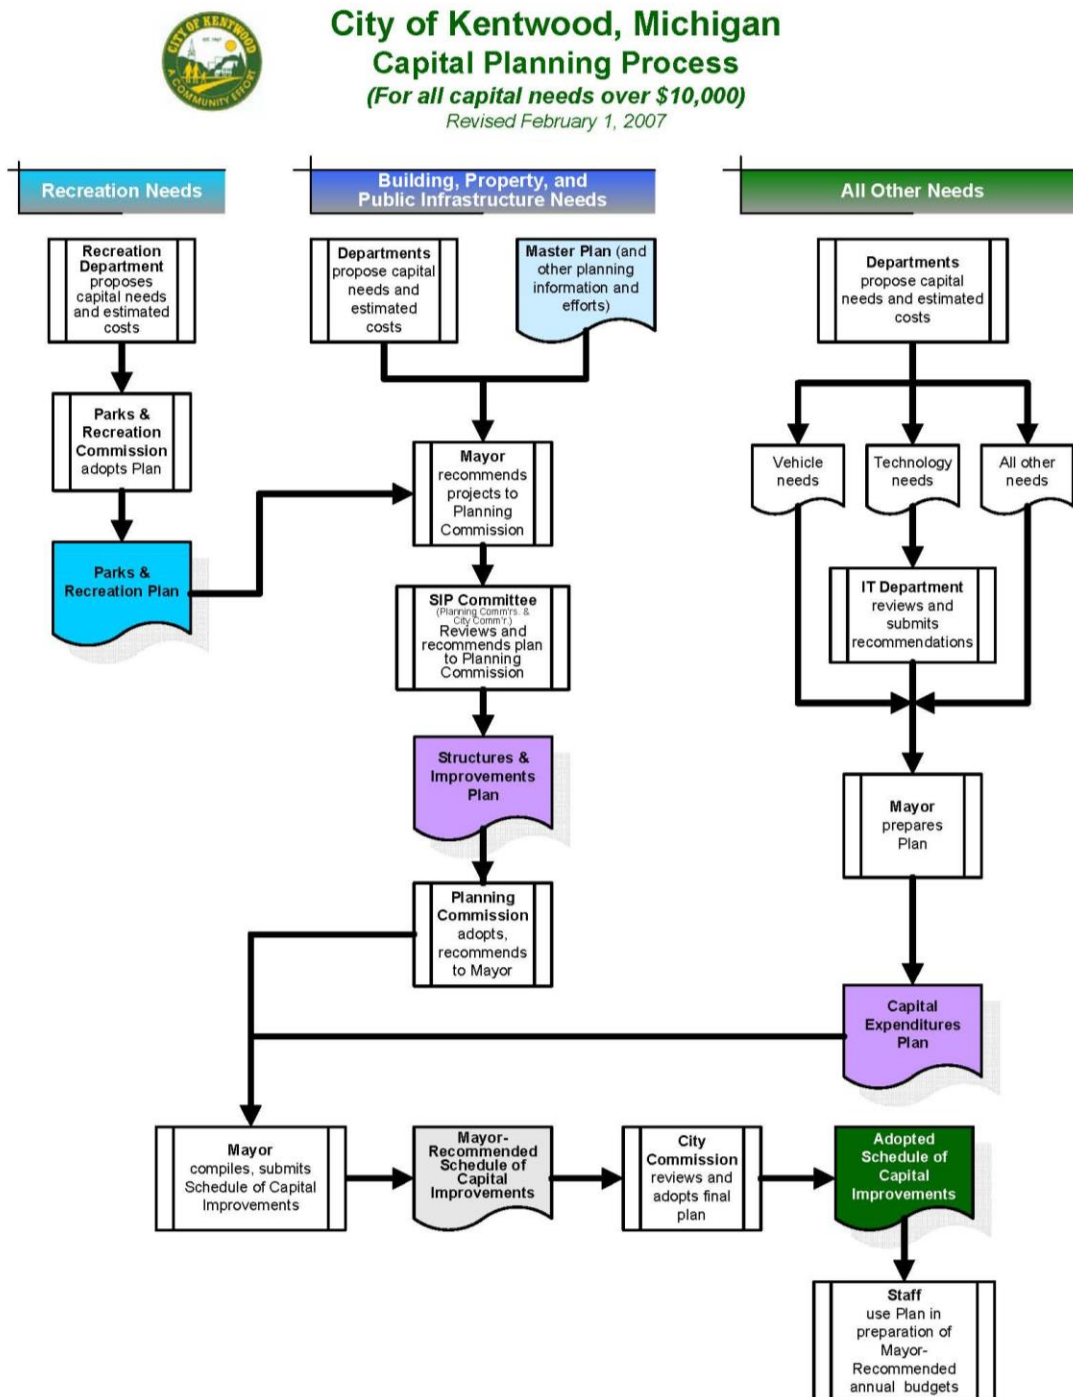 CITY OF KENTWOOD
A COMMUNITY EFFORT
City of Kentwood, Michigan
Capital Planning Process
(For all capital needs over $10,000)
Revised February 1, 2007
Recreation Needs
Building, Property, and
Public Infrastructure Needs
All Other Needs
Recreation
Department
proposes
capital needs
and estimated
costs
Departments
propose capital
needs and
estimated
costs
Master Plan (and
other planning
information and
efforts)
Departments
propose capital
needs and estimated
costs
Parks &
Recreation
Commission
adopts Plan
Mayor
recommends
projects to
Planning
Commission
Vehicle
needs
Technology
needs
All other
needs
Parks &
Recreation Plan
SIP Committee
(Planning Comm'rs. &
City Comm'r.)
Reviews and
recommends plan
to Planning
Commission
IT Department
reviews and
submits
recommendations
Structures &
Improvements
Plan
Mayor
prepares
Plan
Planning
Commission
adopts,
recommends
to Mayor
Capital
Expenditures
Plan
Mayor
compiles, submits
Schedule of Capital
Improvements
Mayor-
Recommended
Schedule of
Capital
Improvements
City
Commission
reviews and
adopts final
plan
Adopted
Schedule of
Capital
Improvements
Staff
use Plan in
preparation of
Mayor-
Recommended
annual budgets